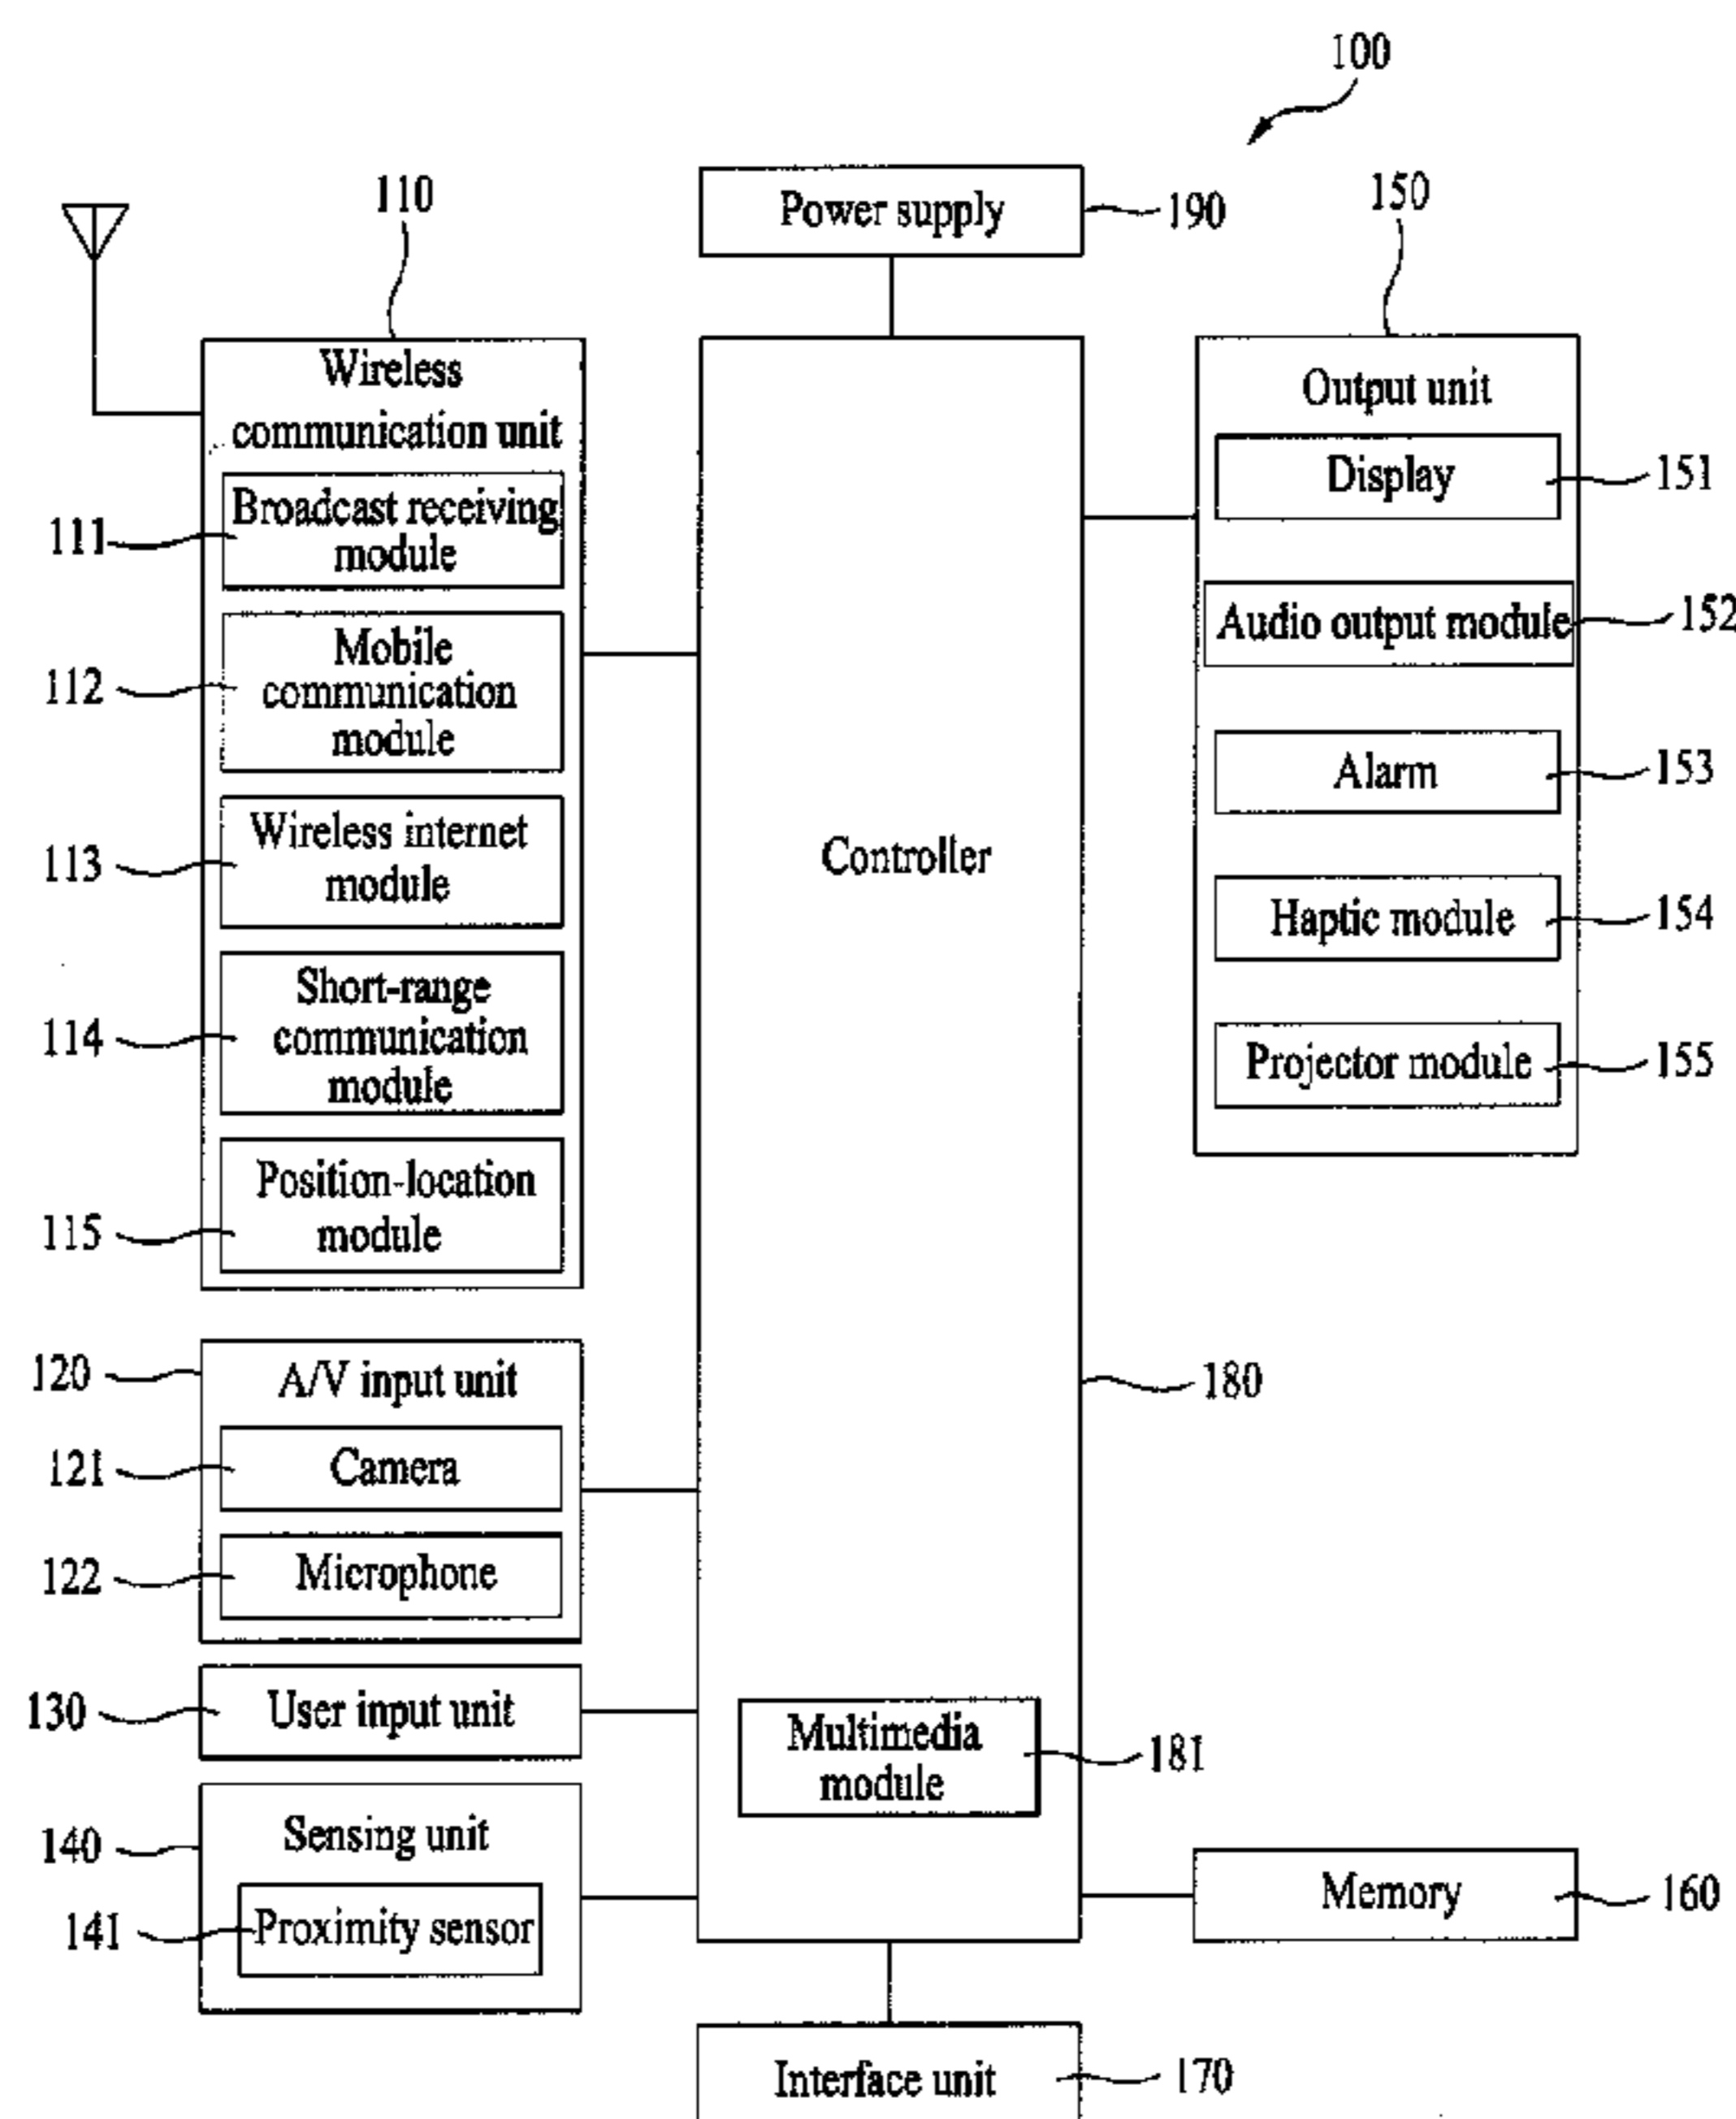 100
110
Power supply
190
150
Wireless
communication unit
Output unit
Display
151
Broadcast receiving
module
111
Audio output module
152
Mobile
communication
module
112
Alarm
153
Wireless internet
module
113
Controller
Haptic module
154
Short-range
communication
module
114
Projector module
155
Position-location
module
115
120
A/V input unit
180
121
Camera
122
Microphone
130
User input unit
Multimedia
module
181
140
Sensing unit
141
Proximity sensor
Memory
160
Interface unit
170